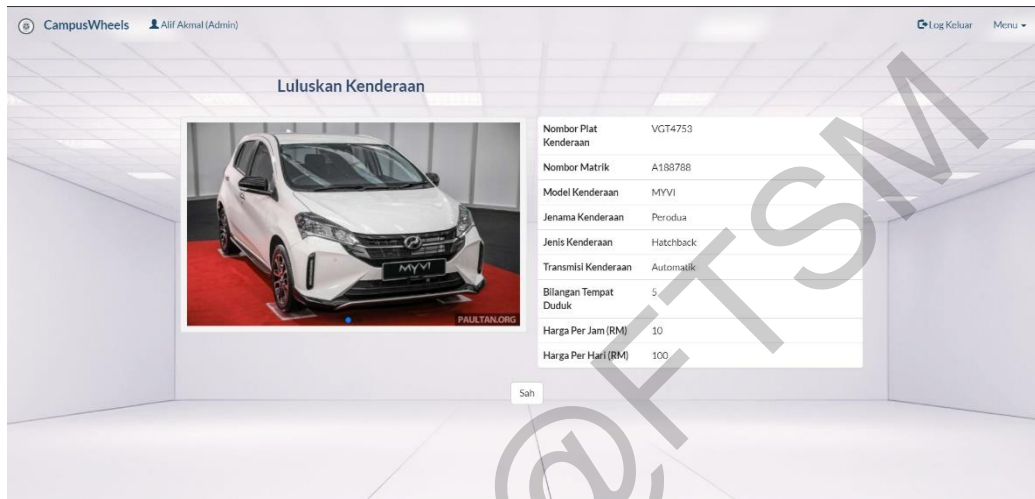 CampusWheels Alif Akmal (Admin) Log Keluar Menu
Luluskan Kenderaan
Nombor Plat Kenderaan VGT4753
Nombor Matrik A188788
Model Kenderaan MYVI
Jenama Kenderaan Perodua
Jenis Kenderaan Hatchback
Transmisi Kenderaan Automatik
Bilangan Tempat Duduk 5
Harga Per Jam (RM) 10
Harga Per Hari (RM) 100
MYVI
PAULTAN.ORG
Sah
@FTSM